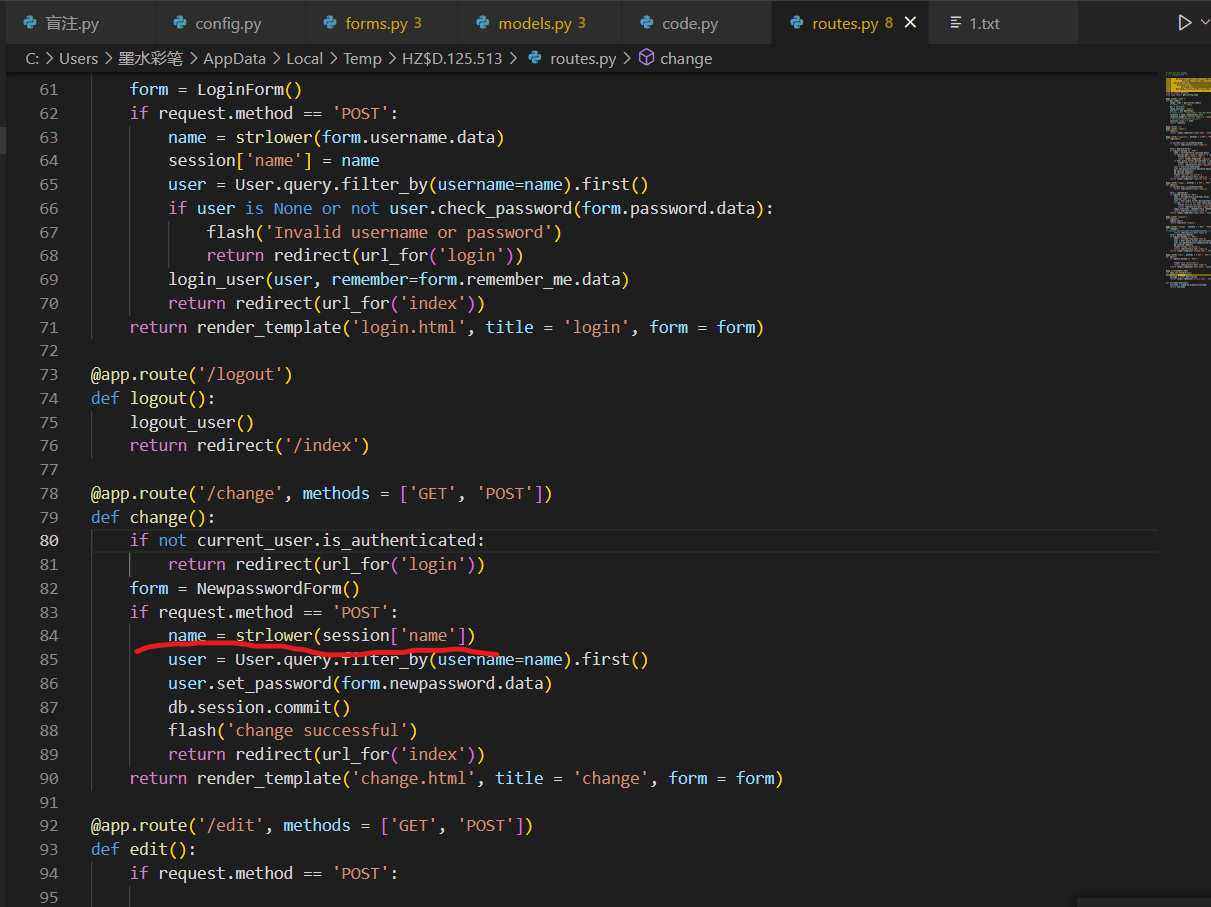 盲注.py config.py forms.py 3 models.py 3 code.py routes.py 8 1.txt
C: > Users > 墨水彩笔 > AppData > Local > Temp > HZ$D.125.513 > routes.py > change
61 form = LoginForm()
62 if request.method == 'POST':
63 name = strlower(form.username.data)
64 session['name'] = name
65 user = User.query.filter_by(username=name).first()
66 if user is None or not user.check_password(form.password.data):
67 flash('Invalid username or password')
68 return redirect(url_for('login'))
69 login_user(user, remember=form.remember_me.data)
70 return redirect(url_for('index'))
71 return render_template('login.html', title = 'login', form = form)
72
73 @app.route('/logout')
74 def logout():
75 logout_user()
76 return redirect('/index')
77
78 @app.route('/change', methods = ['GET', 'POST'])
79 def change():
80 if not current_user.is_authenticated:
81 return redirect(url_for('login'))
82 form = NewpasswordForm()
83 if request.method == 'POST':
84 name = strlower(session['name'])
85 user = User.query.filter_by(username=name).first()
86 user.set_password(form.newpassword.data)
87 db.session.commit()
88 flash('change successful')
89 return redirect(url_for('index'))
90 return render_template('change.html', title = 'change', form = form)
91
92 @app.route('/edit', methods = ['GET', 'POST'])
93 def edit():
94 if request.method == 'POST':
95